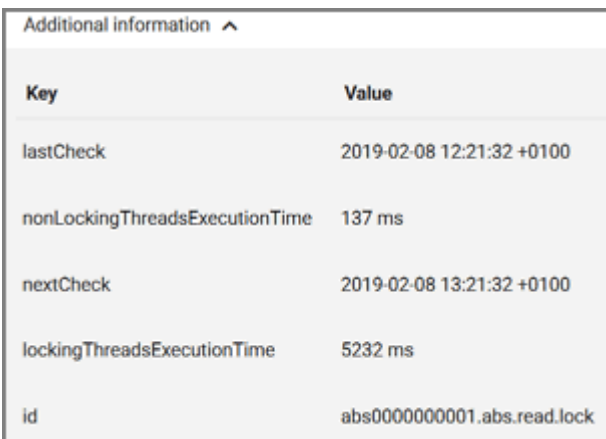 Additional information
Key Value
lastCheck 2019-02-08 12:21:32 +0100
nonLockingThreadsExecutionTime 137 ms
nextCheck 2019-02-08 13:21:32 +0100
lockingThreadsExecutionTime 5232 ms
id abs0000000001.abs.read.lock